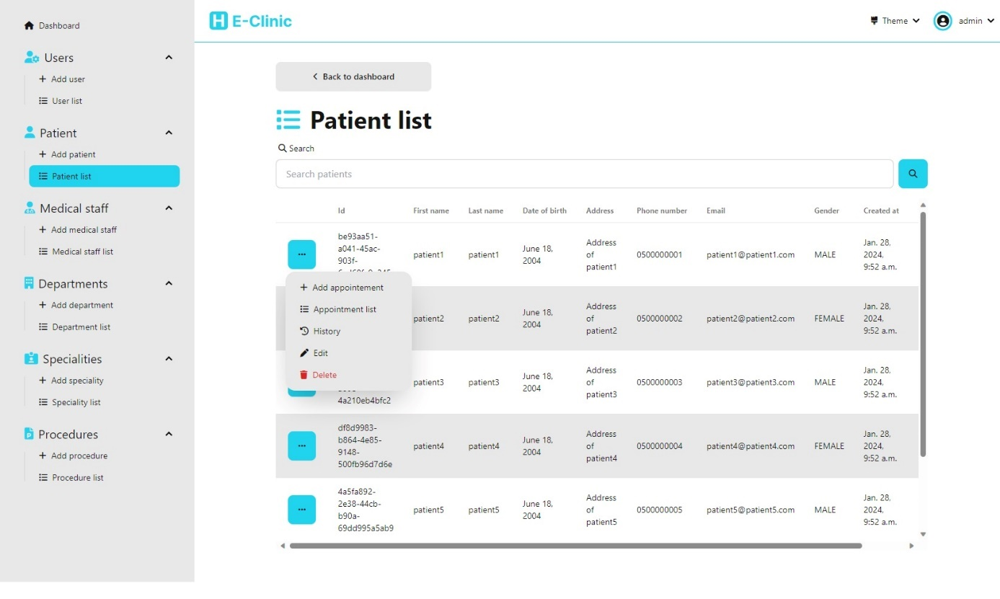 Dashboard
Users
Add user
User list
Patient
Add patient
Patient list
Medical staff
Add medical staff
Medical staff list
Departments
Add department
Department list
Specialities
Add speciality
Speciality list
Procedures
Add procedure
Procedure list
H E-Clinic
Theme
admin
Back to dashboard
Patient list
Search
Search patients
Id First name Last name Date of birth Address Phone number Email Gender Created at
be93aa51-
a041-45ac-
903f-
patient1 patient1 June 18, 2004 Address of patient1 0500000001 patient1@patient1.com MALE Jan. 28, 2024, 9:52 a.m.
Add appointement
Appointment list
History
Edit
Delete
patient2 patient2 June 18, 2004 Address of patient2 0500000002 patient2@patient2.com FEMALE Jan. 28, 2024, 9:52 a.m.
4a210eb4bfc2
patient3 patient3 June 18, 2004 Address of patient3 0500000003 patient3@patient3.com MALE Jan. 28, 2024, 9:52 a.m.
df8d9983-
b864-4e85-
9148-
500fb96d7d6e
patient4 patient4 June 18, 2004 Address of patient4 0500000004 patient4@patient4.com FEMALE Jan. 28, 2024, 9:52 a.m.
4a5fa892-
2e38-44cb-
b90a-
69dd995a5ab9
patient5 patient5 June 18, 2004 Address of patient5 0500000005 patient5@patient5.com MALE Jan. 28, 2024, 9:52 a.m.